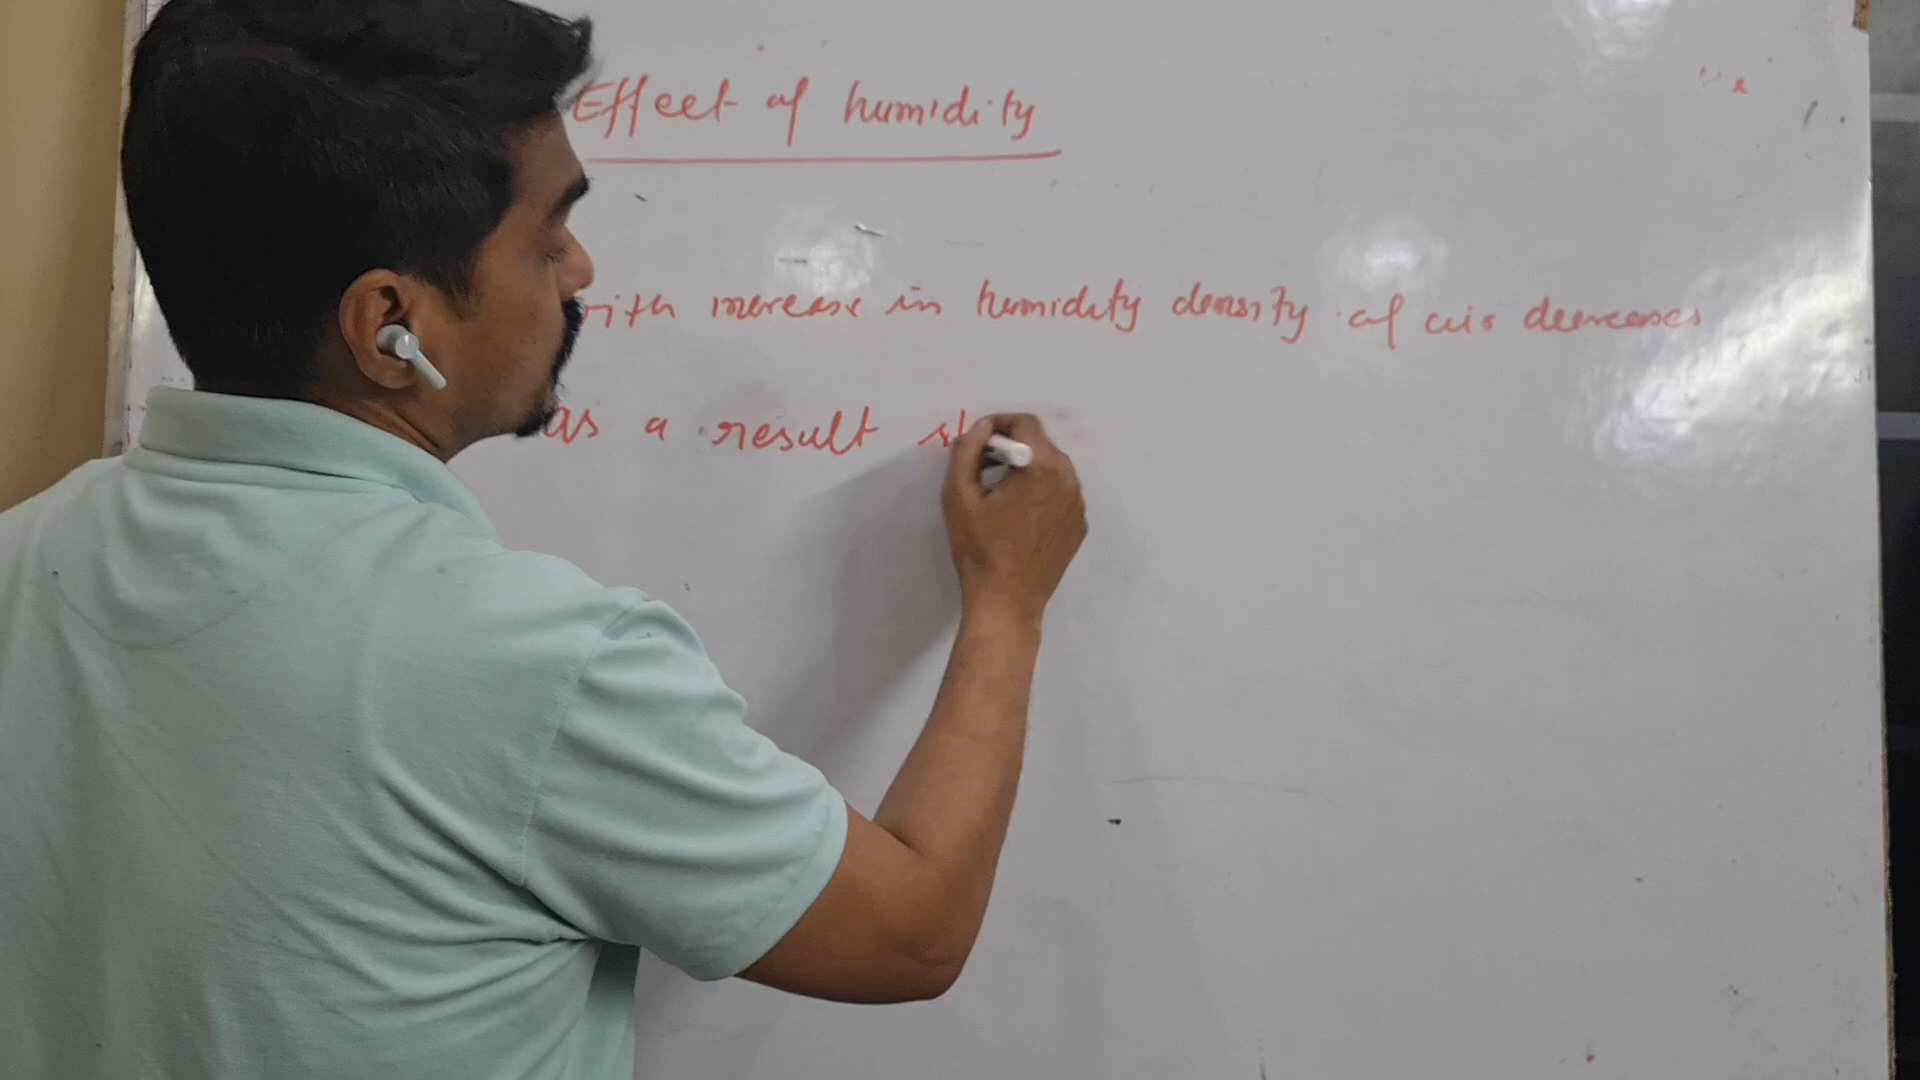 Effect of humidity
with increase in humidity density of air decreases
as a result